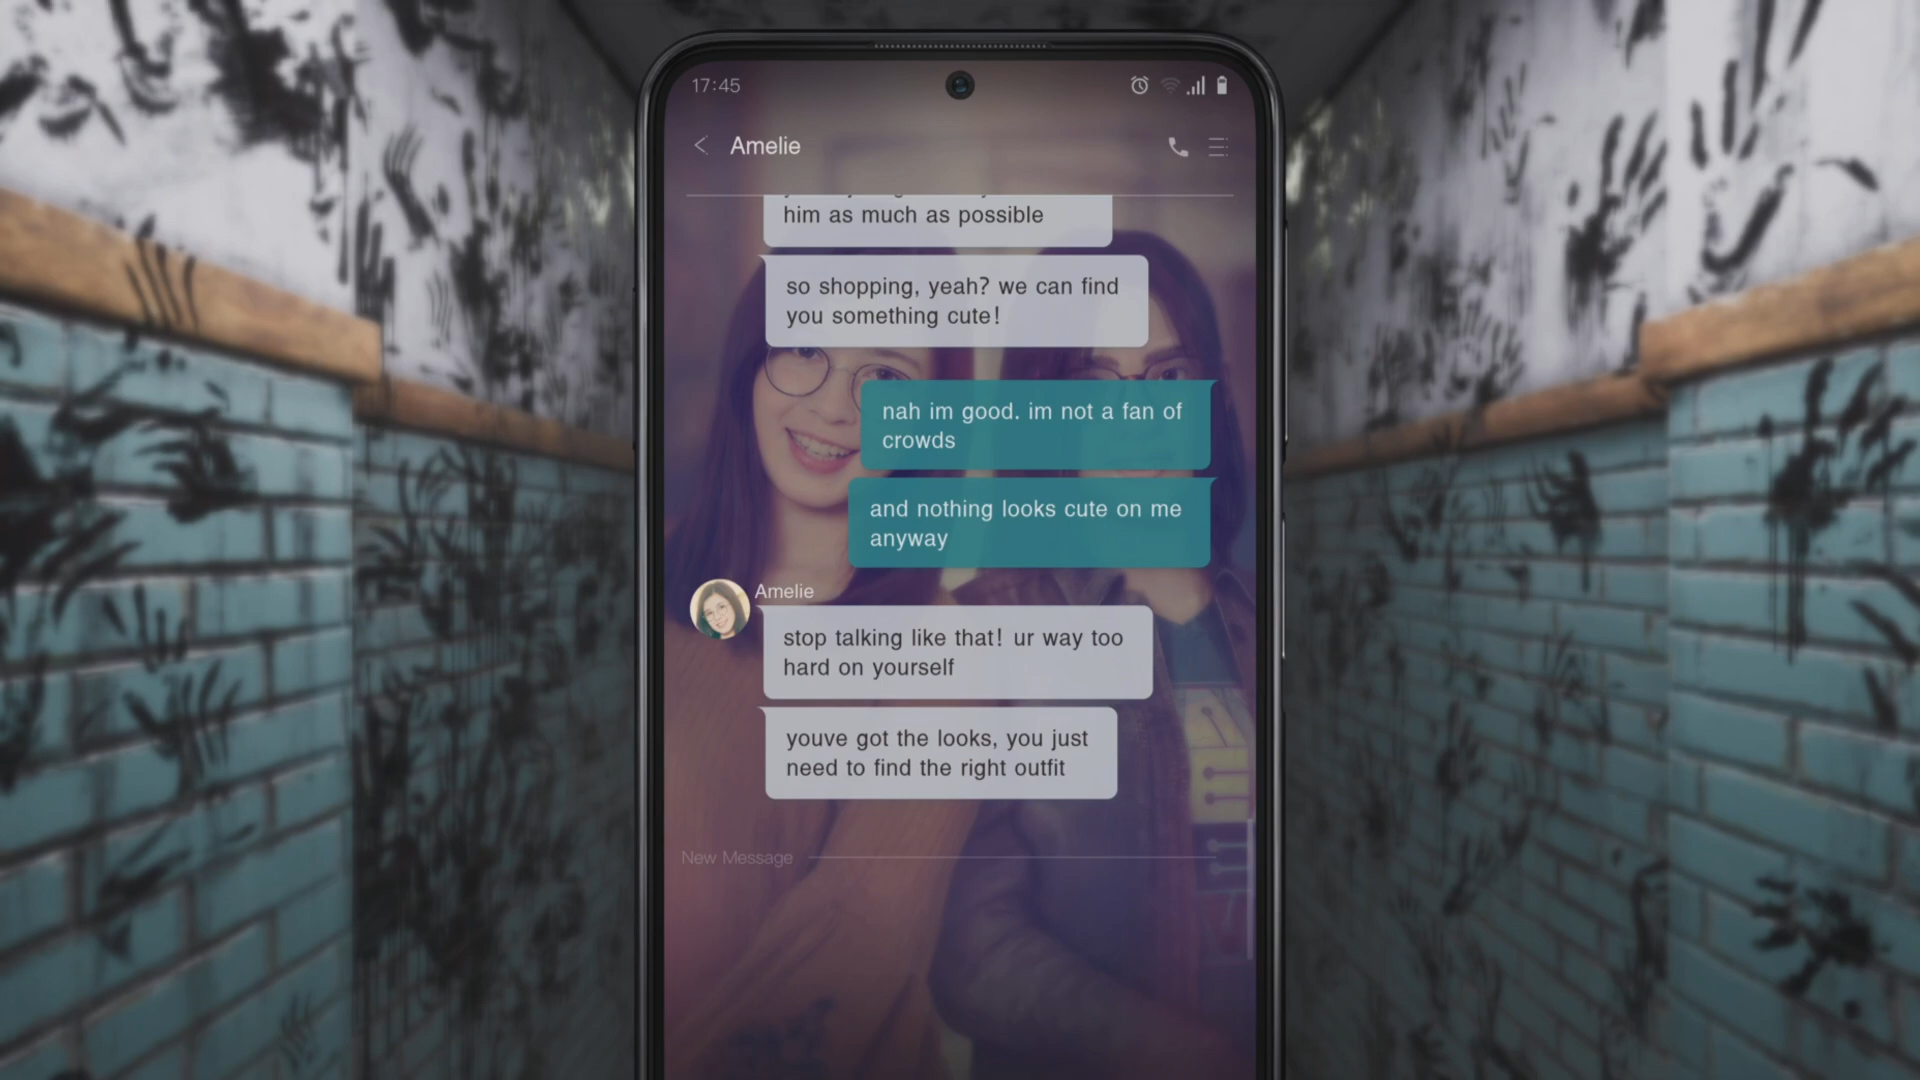 17:45
Amelie
him as much as possible
so shopping, yeah? we can find
you something cute!
nah im good. im not a fan of
crowds
and nothing looks cute on me
anyway
Amelie
stop talking like that! ur way too
hard on yourself
youve got the looks, you just
need to find the right outfit
New Message